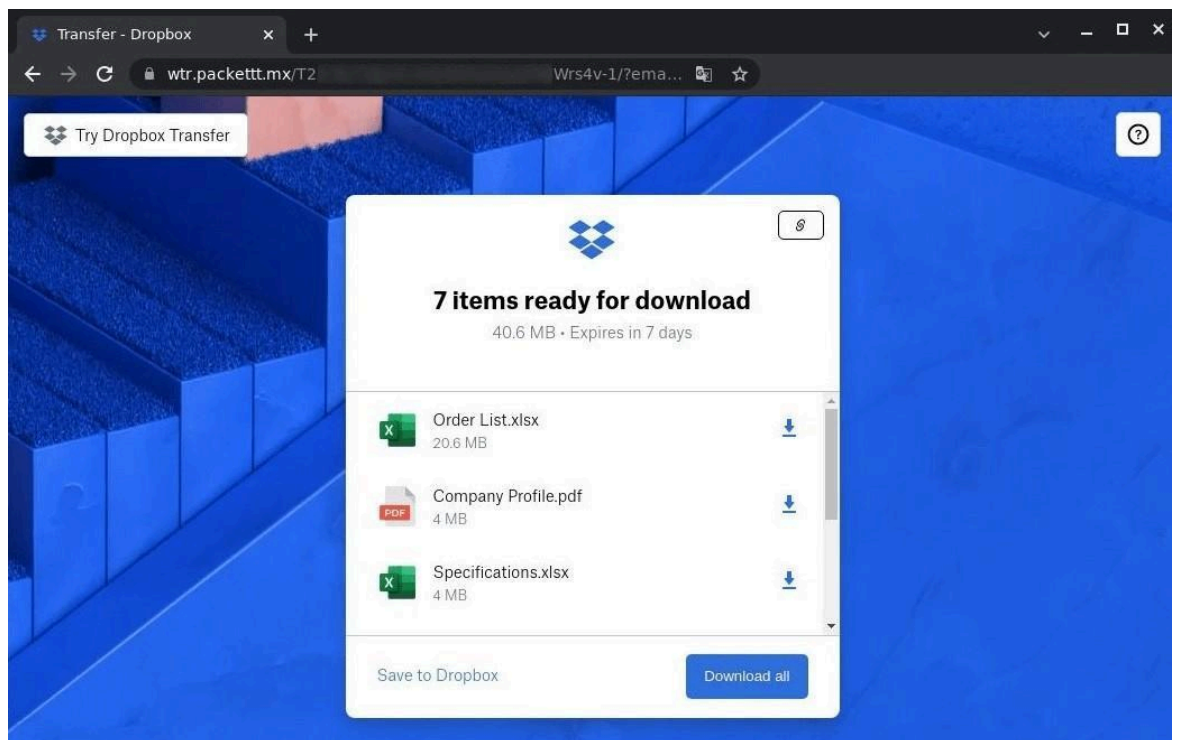 Transfer - Dropbox
wtr.packettt.mx/T2 Wrs4v-1/?ema...
Try Dropbox Transfer
7 items ready for download
40.6 MB • Expires in 7 days
Order List.xlsx
20.6 MB
PDF
Company Profile.pdf
4 MB
Specifications.xlsx
4 MB
Save to Dropbox
Download all